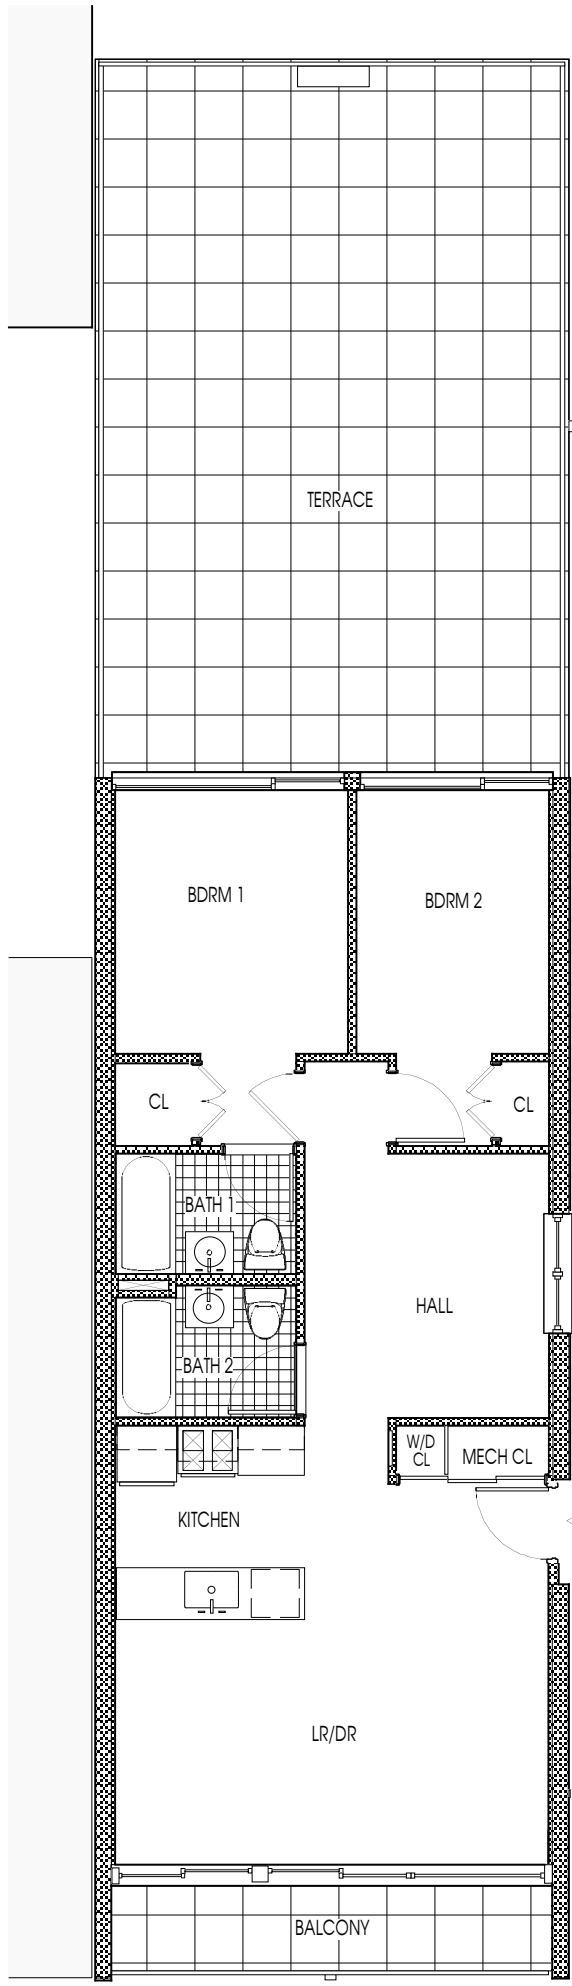 TERRACE
BDRM 1
BDRM 2
CL
CL
BATH 1
HALL
BATH 2
W/D
CL
MECH CL
KITCHEN
LR/DR
BALCONY